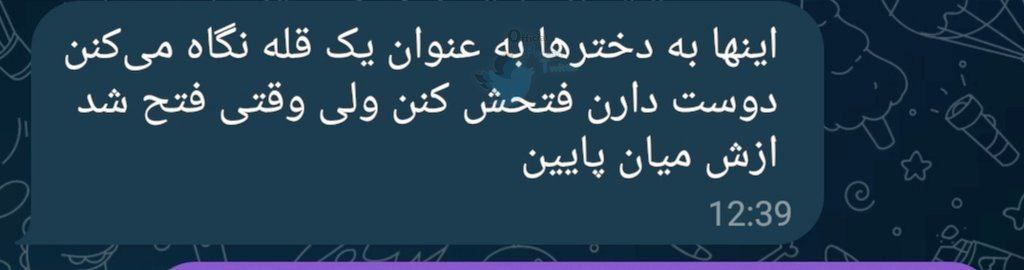 اینها به دخترها به عنوان یک قله نگاه می‌کنن
دوست دارن فتحش کنن ولی وقتی فتح شد
ازش میان پایین
12:39